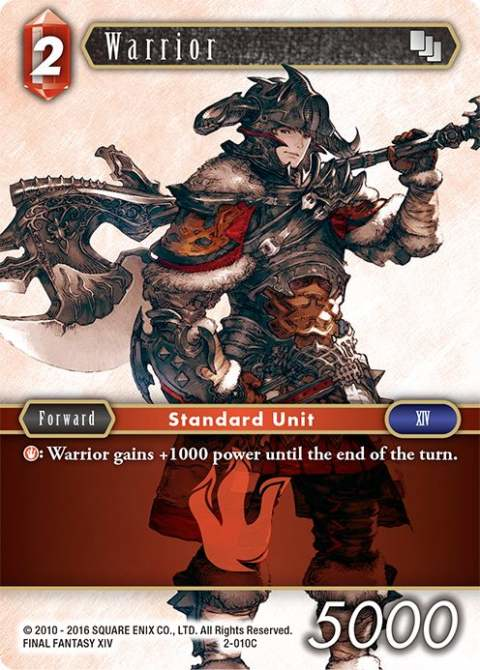 2 Warrior
Forward Standard Unit XIV
: Warrior gains +1000 power until the end of the turn.
© 2010 - 2016 SQUARE ENIX CO., LTD. All Rights Reserved.
FINAL FANTASY XIV 2-010C
5000